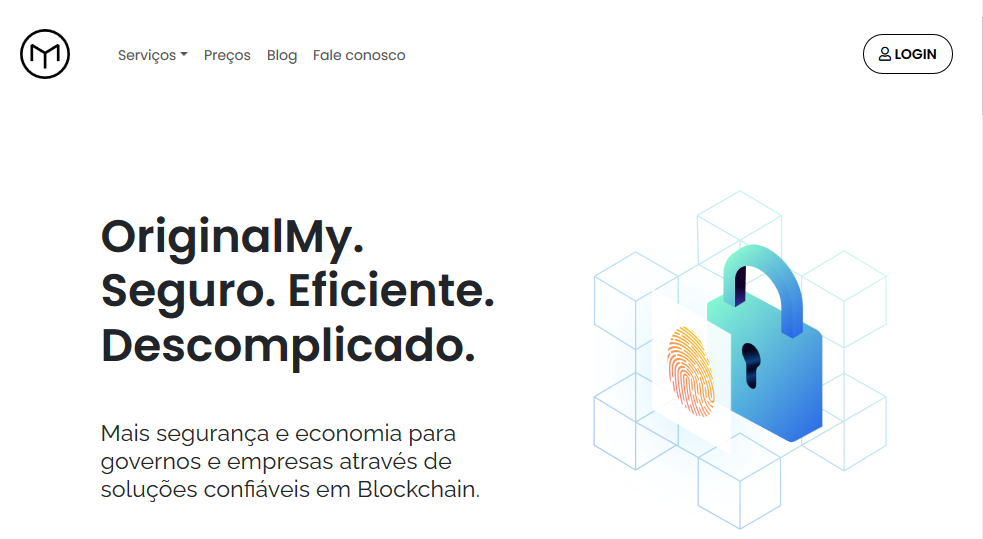 Serviços Preços Blog Fale conosco
LOGIN
OriginalMy.
Seguro. Eficiente.
Descomplicado.
Mais segurança e economia para
governos e empresas através de
soluções confiáveis em Blockchain.